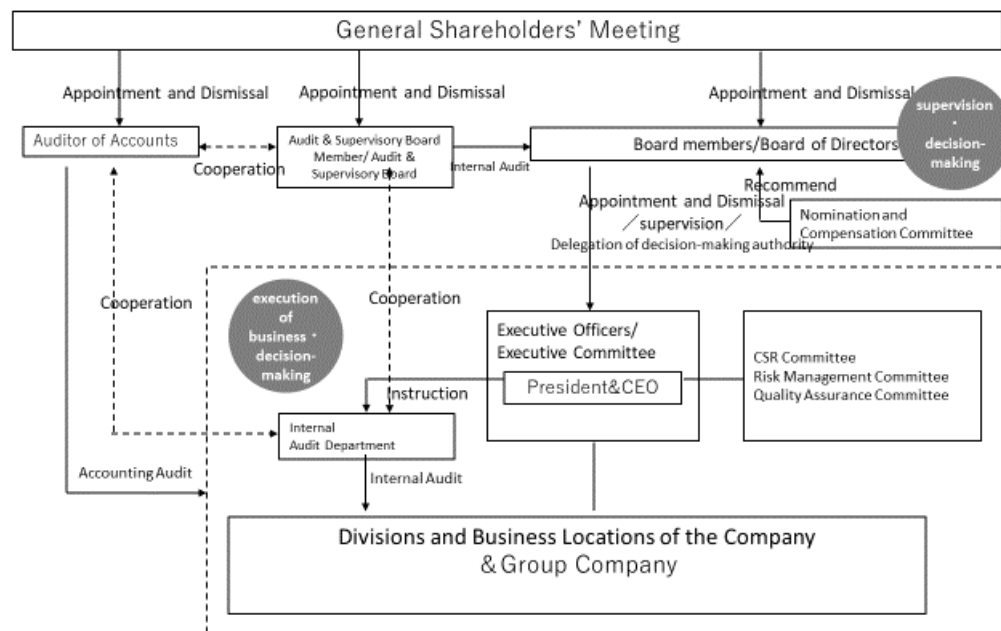 General Shareholders' Meeting
Appointment and Dismissal
Appointment and Dismissal
Appointment and Dismissal
supervision
・
decision-
making
Auditor of Accounts
Cooperation
Audit & Supervisory Board
Member/ Audit &
Supervisory Board
Internal Audit
Board members/Board of Directors
Recommend
Appointment and Dismissal
／supervision／
Delegation of decision-making authority
Nomination and
Compensation Committee
Cooperation
execution
of
business・
decision-
making
Cooperation
Executive Officers/
Executive Committee
President&CEO
CSR Committee
Risk Management Committee
Quality Assurance Committee
Instruction
Internal
Audit Department
Accounting Audit
Internal Audit
Divisions and Business Locations of the Company
& Group Company